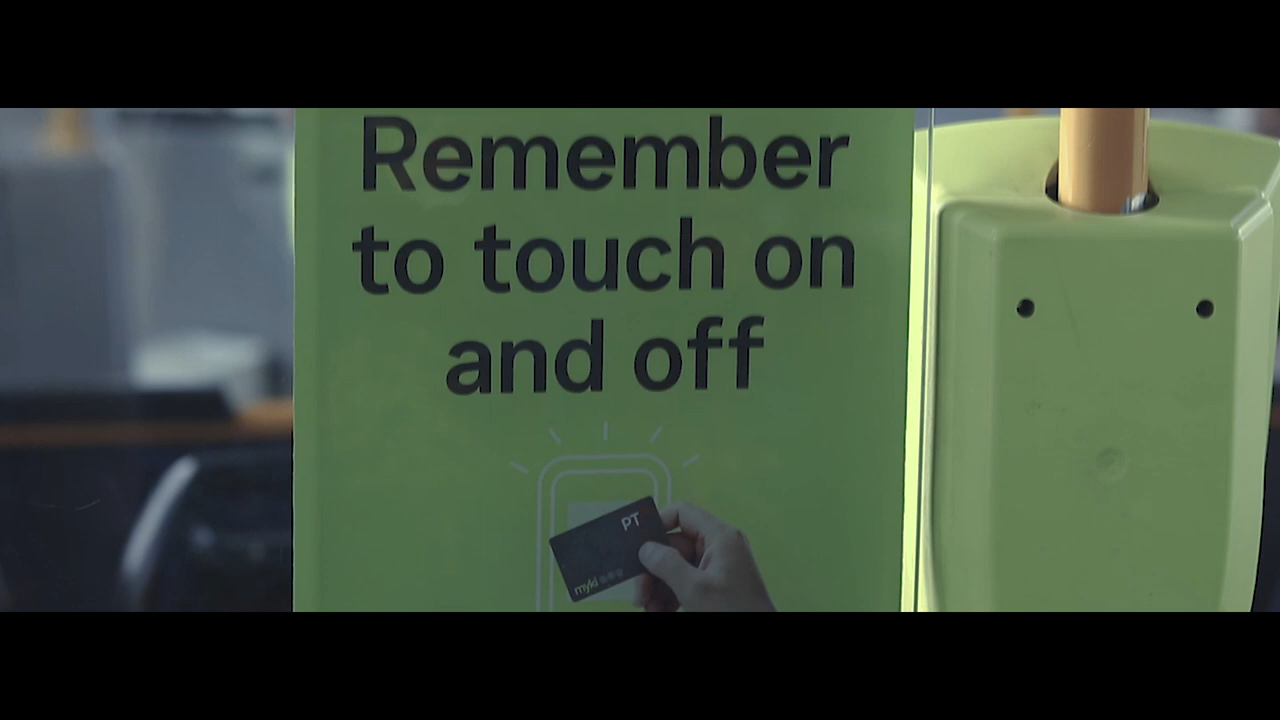 Remember
to touch on
and off
PT
myki